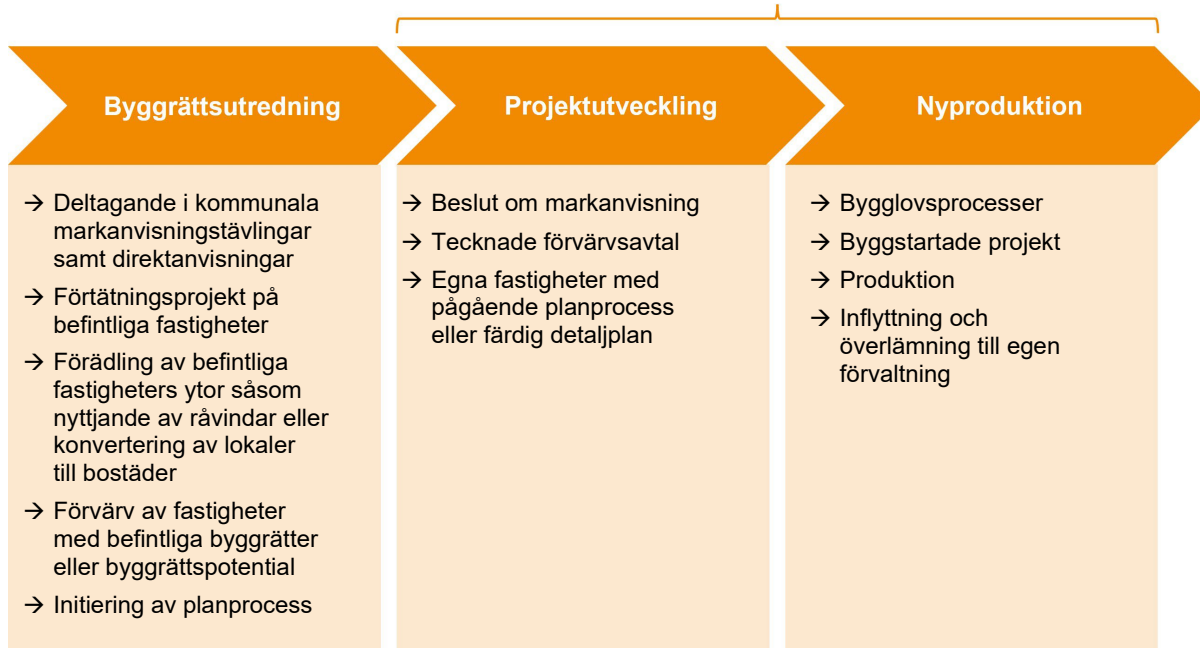 Byggrättsutredning
→ Deltagande i kommunala
markanvisningstävlingar
samt direktanvisningar
→ Förtätningsprojekt på
befintliga fastigheter
→ Förädling av befintliga
fastigheters ytor såsom
nyttjande av råvindar eller
konvertering av lokaler
till bostäder
→ Förvärv av fastigheter
med befintliga byggrätter
eller byggrättspotential
→ Initiering av planprocess
Projektutveckling
→ Beslut om markanvisning
→ Tecknade förvärvsavtal
→ Egna fastigheter med
pågående planprocess
eller färdig detaljplan
Nyproduktion
→ Bygglovsprocesser
→ Byggstartade projekt
→ Produktion
→ Inflyttning och
överlämning till egen
förvaltning